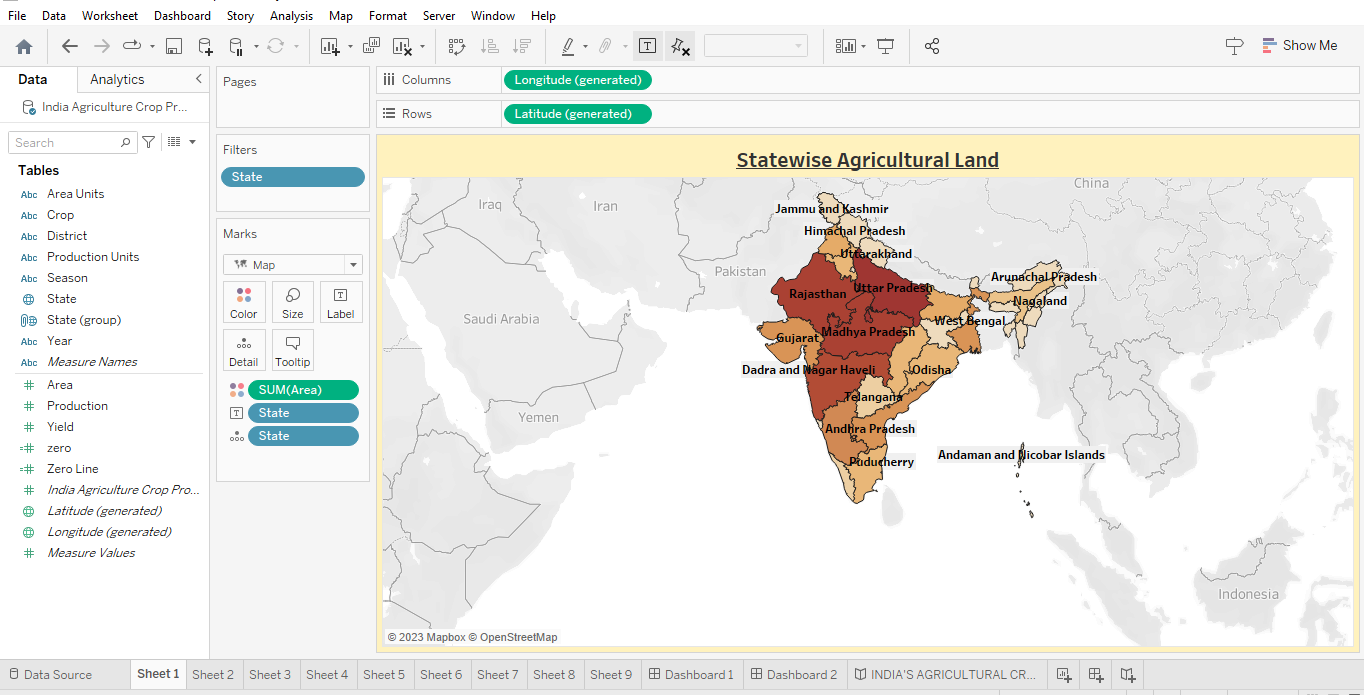 File Data Worksheet Dashboard Story Analysis Map Format Server Window Help
Show Me
Data Analytics
India Agriculture Crop Pr...
Search
Tables
Abc Area Units
Abc Crop
Abc District
Abc Production Units
Abc Season
State
State (group)
Abc Year
Abc Measure Names
Area
Production
Yield
zero
Zero Line
India Agriculture Crop Pro...
Latitude (generated)
Longitude (generated)
Measure Values
Pages
Filters
State
Marks
Map
Color Size Label
Detail Tooltip
SUM(Area)
State
State
Columns Longitude (generated)
Rows Latitude (generated)
Statewise Agricultural Land
China
Iraq
Iran
Jammu and Kashmir
Himachal Pradesh
Uttarakhand
Pakistan
Arunachal Pradesh
Rajasthan
Uttar Pradesh
Nagaland
Saudi Arabia
West Bengal
Madhya Pradesh
Gujarat
Dadra and Nagar Haveli
Odisha
Telangana
Yemen
Andhra Pradesh
Andaman and Nicobar Islands
Puducherry
Indonesia
© 2023 Mapbox © OpenStreetMap
Data Source Sheet 1 Sheet 2 Sheet 3 Sheet 4 Sheet 5 Sheet 6 Sheet 7 Sheet 8 Sheet 9 Dashboard 1 Dashboard 2 INDIA'S AGRICULTURAL CR...